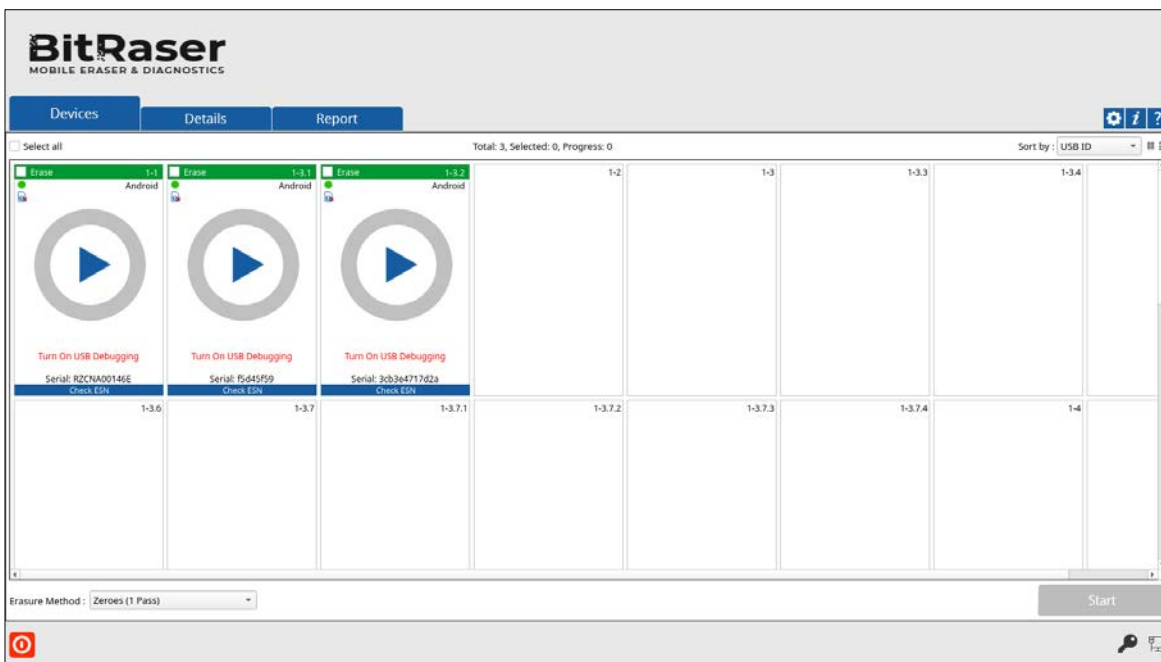 BitRaser
MOBILE ERASER & DIAGNOSTICS
Devices
Details
Report
i
?
Select all
Total: 3, Selected: 0, Progress: 0
Sort by : USB ID
Erase 1-1
Android
Turn On USB Debugging
Serial: RZCNA00146E
Check ESN
Erase 1-3.1
Android
Turn On USB Debugging
Serial: f5d45f59
Check ESN
Erase 1-3.2
Android
Turn On USB Debugging
Serial: 3cb3e4717d2a
Check ESN
1-2
1-3
1-3.3
1-3.4
1-3.6
1-3.7
1-3.7.1
1-3.7.2
1-3.7.3
1-3.7.4
1-4
Erasure Method : Zeroes (1 Pass)
Start